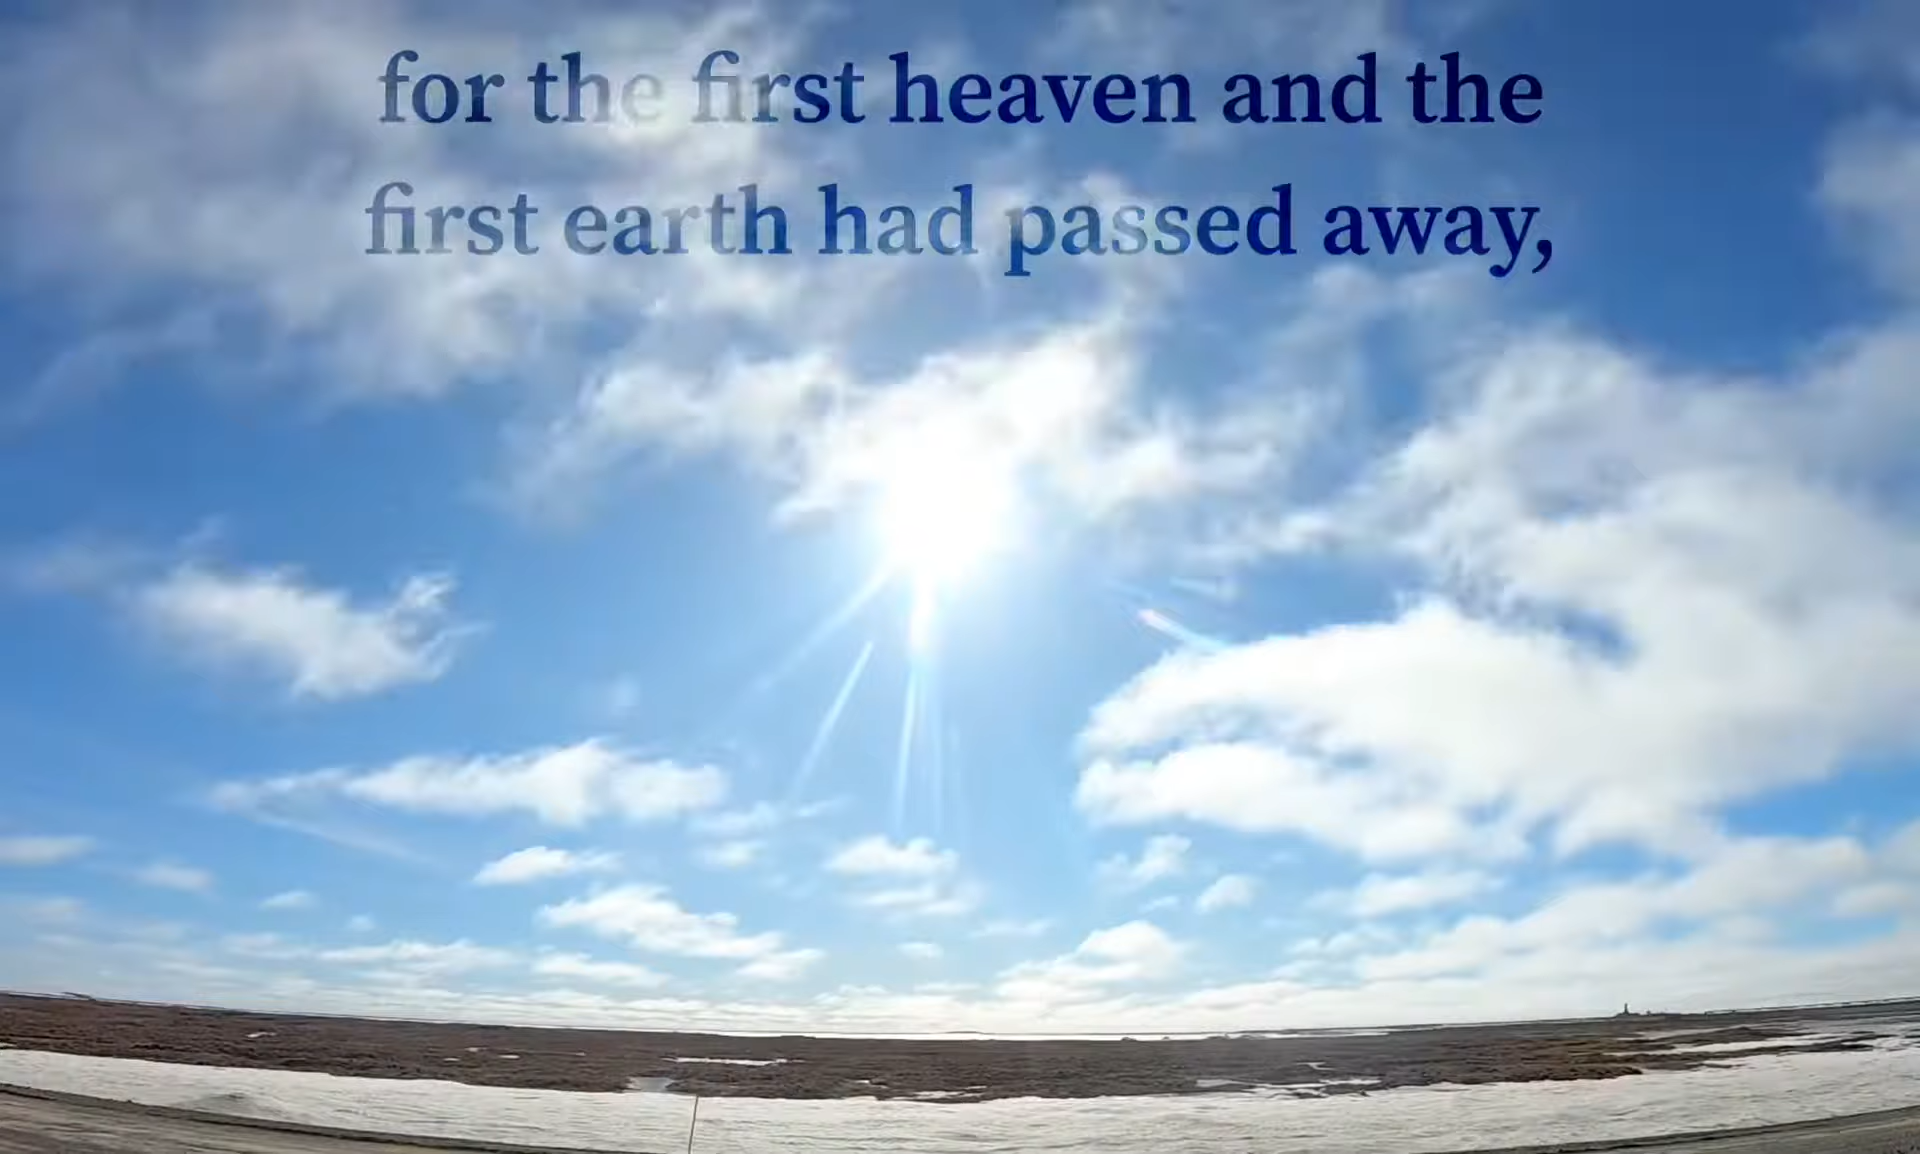 for the first heaven and the
first earth had passed away,